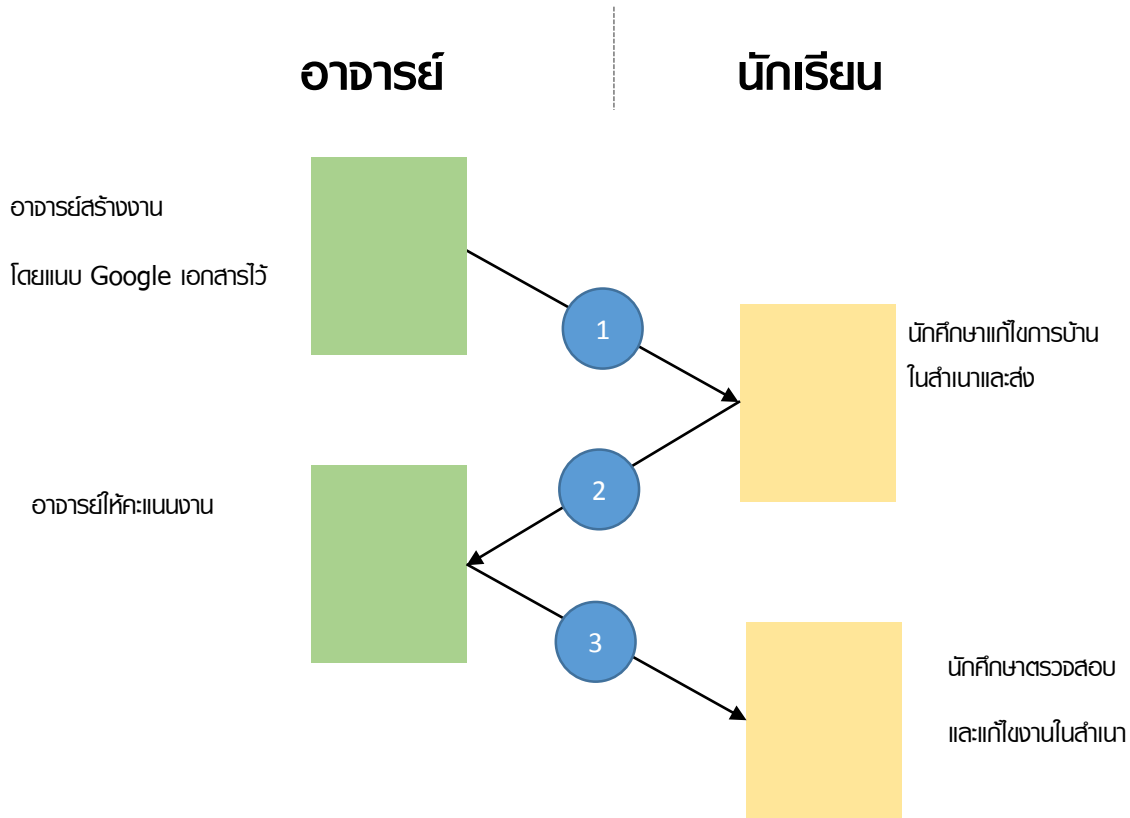 อาจารย์
นักเรียน
อาจารย์สร้างงาน
โดยแนบ Google เอกสารไว้
1
นักศึกษาแก้ไขการบ้าน
ในสำเนาและส่ง
2
อาจารย์ให้คะแนนงาน
3
นักศึกษาตรวจสอบ
และแก้ไขงานในสำเนา